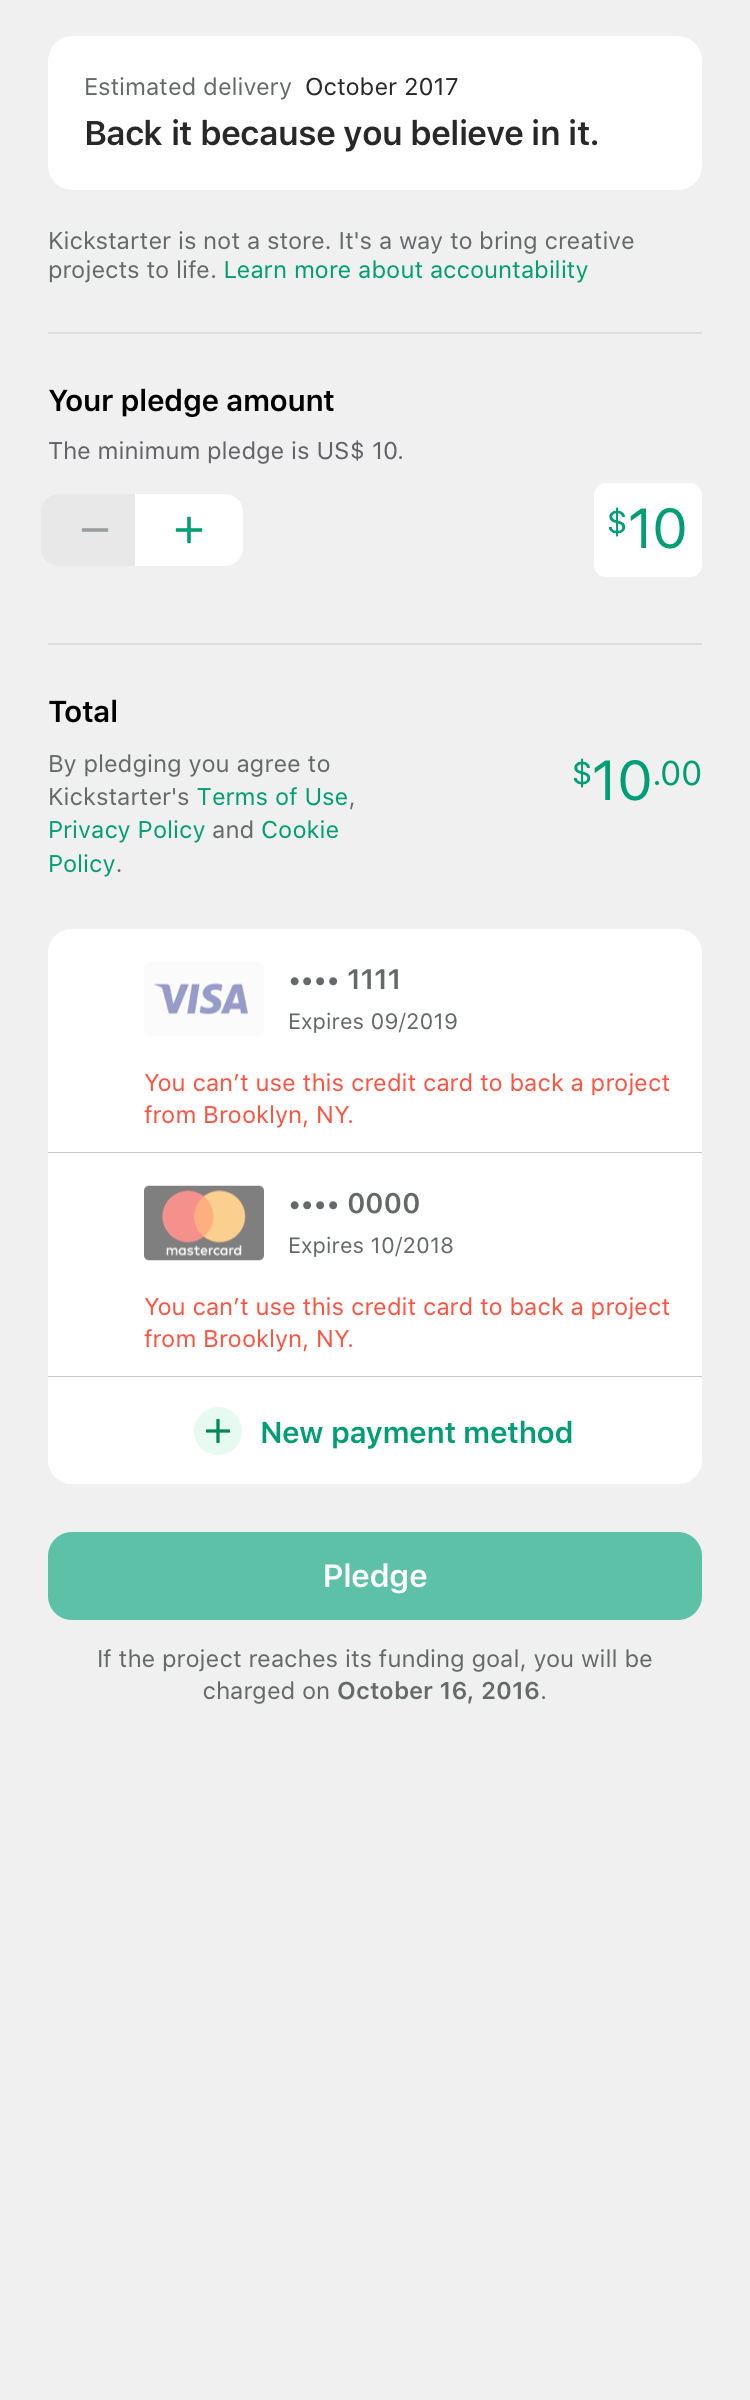 Estimated delivery October 2017
Back it because you believe in it.
Kickstarter is not a store. It's a way to bring creative
projects to life. Learn more about accountability
Your pledge amount
The minimum pledge is US$ 10.
− + $10
Total
By pledging you agree to
Kickstarter's Terms of Use,
Privacy Policy and Cookie
Policy.
$10.00
VISA •••• 1111
Expires 09/2019
You can’t use this credit card to back a project
from Brooklyn, NY.
•••• 0000
mastercard Expires 10/2018
You can’t use this credit card to back a project
from Brooklyn, NY.
+ New payment method
Pledge
If the project reaches its funding goal, you will be
charged on October 16, 2016.